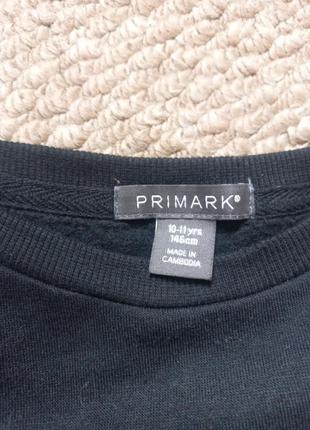 PRIMARK®
10-11 yrs
146cm
MADE IN
CAMBODIA